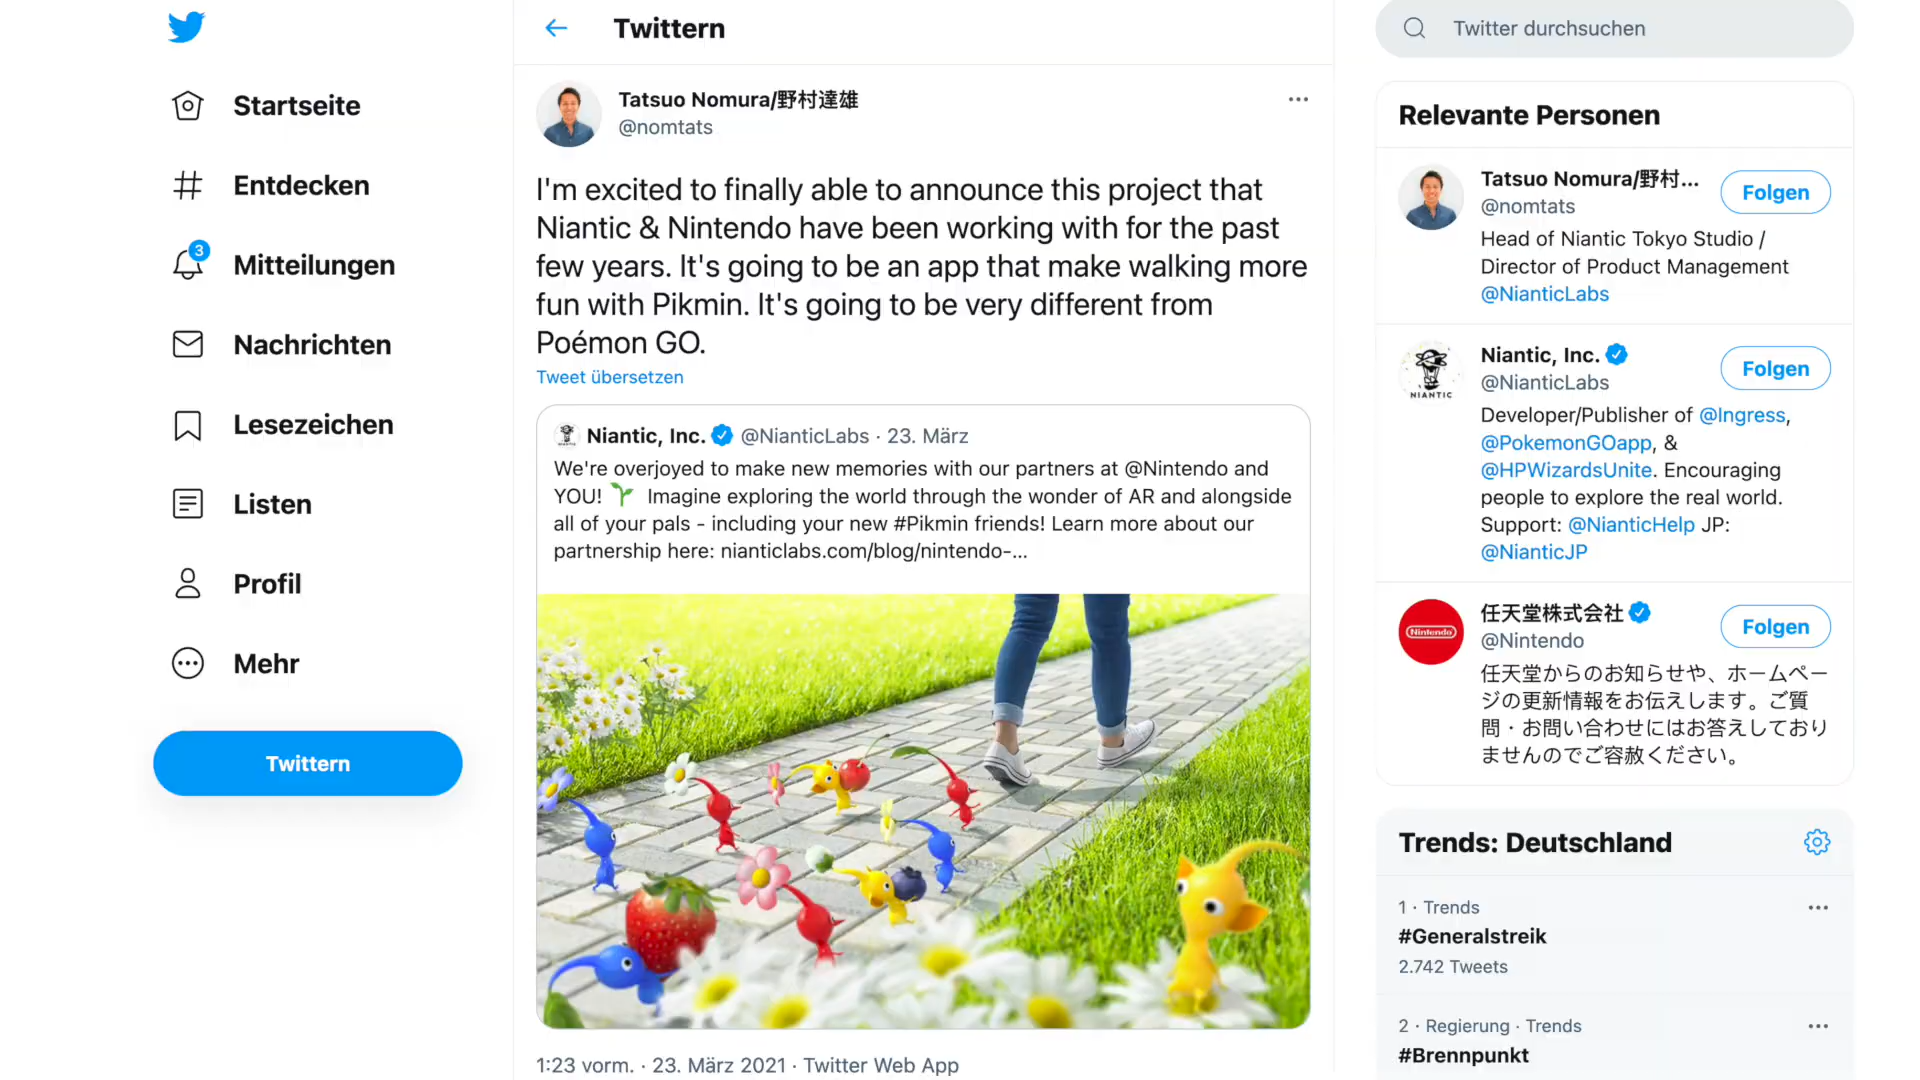 Startseite
Entdecken
3
Mitteilungen
Nachrichten
Lesezeichen
Listen
Profil
Mehr
Twittern
Twittern
Tatsuo Nomura/野村達雄
@nomtats
I'm excited to finally able to announce this project that
Niantic & Nintendo have been working with for the past
few years. It's going to be an app that make walking more
fun with Pikmin. It's going to be very different from
Poémon GO.
Tweet übersetzen
Niantic, Inc. @NianticLabs · 23. März
We're overjoyed to make new memories with our partners at @Nintendo and
YOU! 🌱 Imagine exploring the world through the wonder of AR and alongside
all of your pals - including your new #Pikmin friends! Learn more about our
partnership here: nianticlabs.com/blog/nintendo-...
1:23 vorm. · 23. März 2021 · Twitter Web App
Twitter durchsuchen
Relevante Personen
Tatsuo Nomura/野村...
@nomtats
Folgen
Head of Niantic Tokyo Studio /
Director of Product Management
@NianticLabs
NIANTIC
Niantic, Inc.
@NianticLabs
Folgen
Developer/Publisher of @Ingress,
@PokemonGOapp, &
@HPWizardsUnite. Encouraging
people to explore the real world.
Support: @NianticHelp JP:
@NianticJP
Nintendo
任天堂株式会社
@Nintendo
Folgen
任天堂からのお知らせや、ホームペー
ジの更新情報をお伝えします。ご質
問・お問い合わせにはお答えしており
ませんのでご容赦ください。
Trends: Deutschland
1 · Trends
#Generalstreik
2.742 Tweets
2 · Regierung · Trends
#Brennpunkt